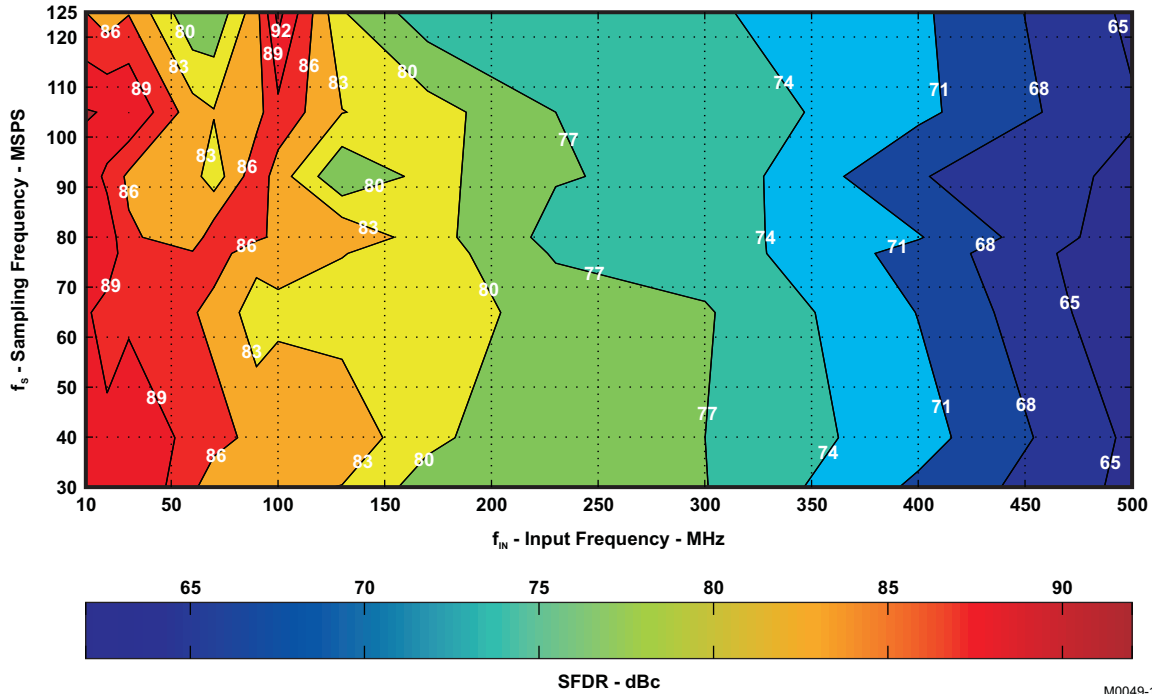 125
120
110
100
90
80
70
60
50
40
30
f_S - Sampling Frequency - MSPS
86 80 92 65
83 89 86 83 80
89 74 71 68
77
83 86
86 80
83 74
86 71 68
89 80 77 65
83
89 77 71 68
86 83 80 74 65
10 50 100 150 200 250 300 350 400 450 500
f_IN - Input Frequency - MHz
65 70 75 80 85 90
SFDR - dBc